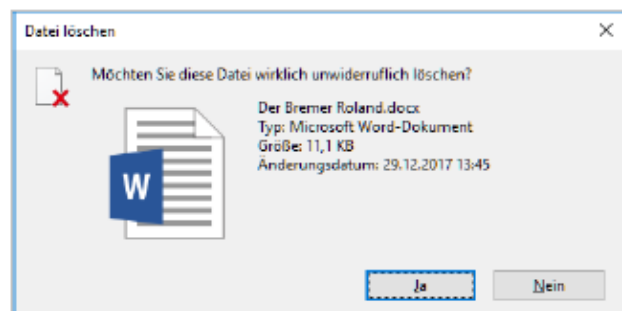 Datei löschen
Möchten Sie diese Datei wirklich unwiderruflich löschen?
Der Bremer Roland.docx
Typ: Microsoft Word-Dokument
Größe: 11,1 KB
Änderungsdatum: 29.12.2017 13:45
W
Ja
Nein